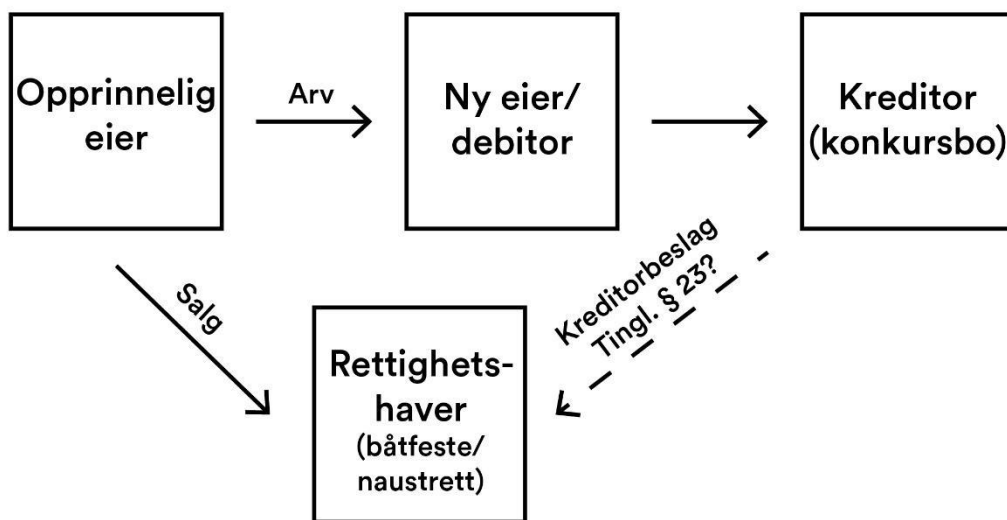 Opprinnelig
eier
Arv
Ny eier/
debitor
Kreditor
(konkursbo)
Salg
Kreditorbeslag
Tingl. § 23?
Rettighets-
haver
(båtfeste/
naustrett)